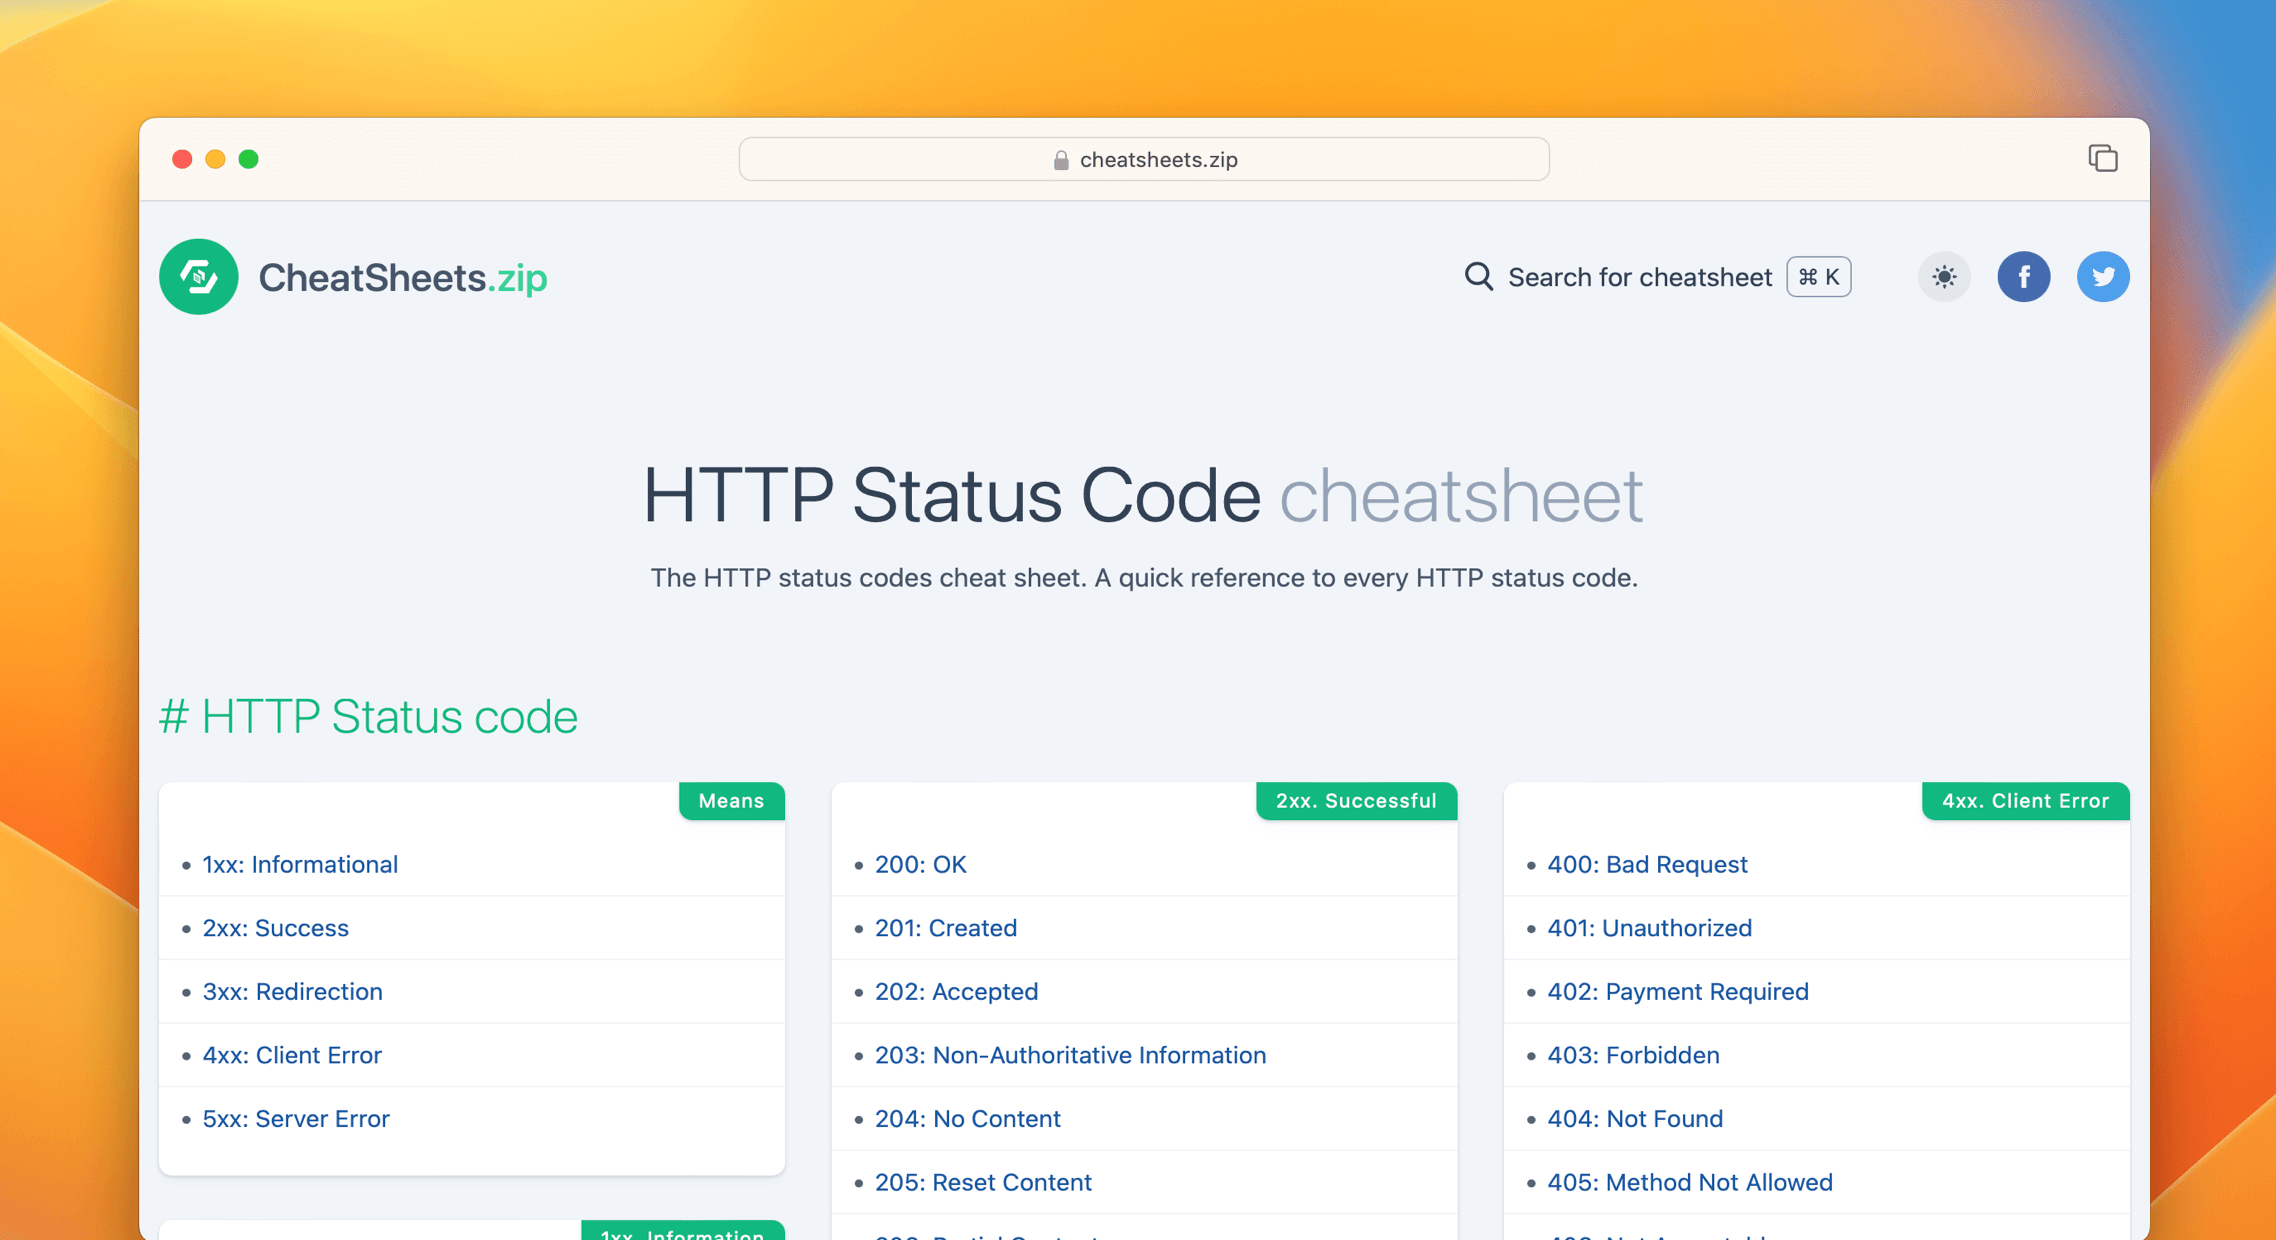 cheatsheets.zip
CheatSheets.zip
Search for cheatsheet ⌘ K
HTTP Status Code cheatsheet
The HTTP status codes cheat sheet. A quick reference to every HTTP status code.
# HTTP Status code
Means
1xx: Informational
2xx: Success
3xx: Redirection
4xx: Client Error
5xx: Server Error
1xx. Information
2xx. Successful
200: OK
201: Created
202: Accepted
203: Non-Authoritative Information
204: No Content
205: Reset Content
4xx. Client Error
400: Bad Request
401: Unauthorized
402: Payment Required
403: Forbidden
404: Not Found
405: Method Not Allowed